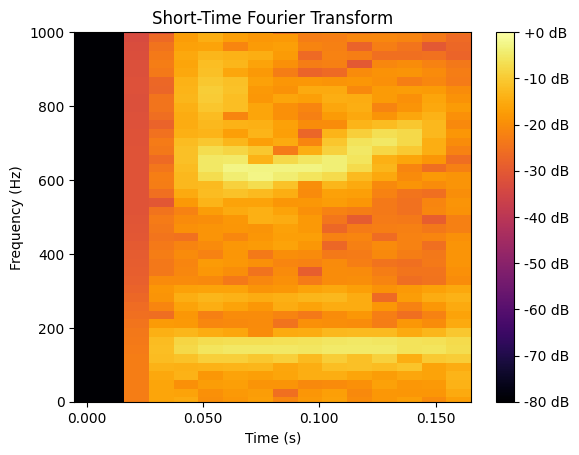 Short-Time Fourier Transform
Frequency (Hz)
1000
800
600
400
200
0
0.000
0.050
0.100
0.150
Time (s)
+0 dB
-10 dB
-20 dB
-30 dB
-40 dB
-50 dB
-60 dB
-70 dB
-80 dB